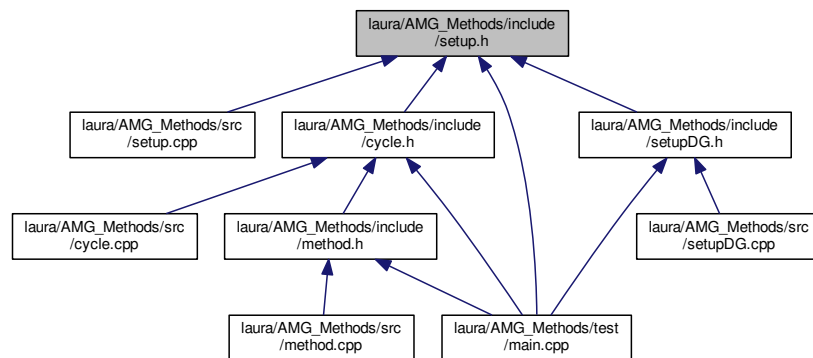 laura/AMG_Methods/include
/setup.h
laura/AMG_Methods/src
/setup.cpp
laura/AMG_Methods/include
/cycle.h
laura/AMG_Methods/include
/setupDG.h
laura/AMG_Methods/src
/cycle.cpp
laura/AMG_Methods/include
/method.h
laura/AMG_Methods/src
/setupDG.cpp
laura/AMG_Methods/src
/method.cpp
laura/AMG_Methods/test
/main.cpp